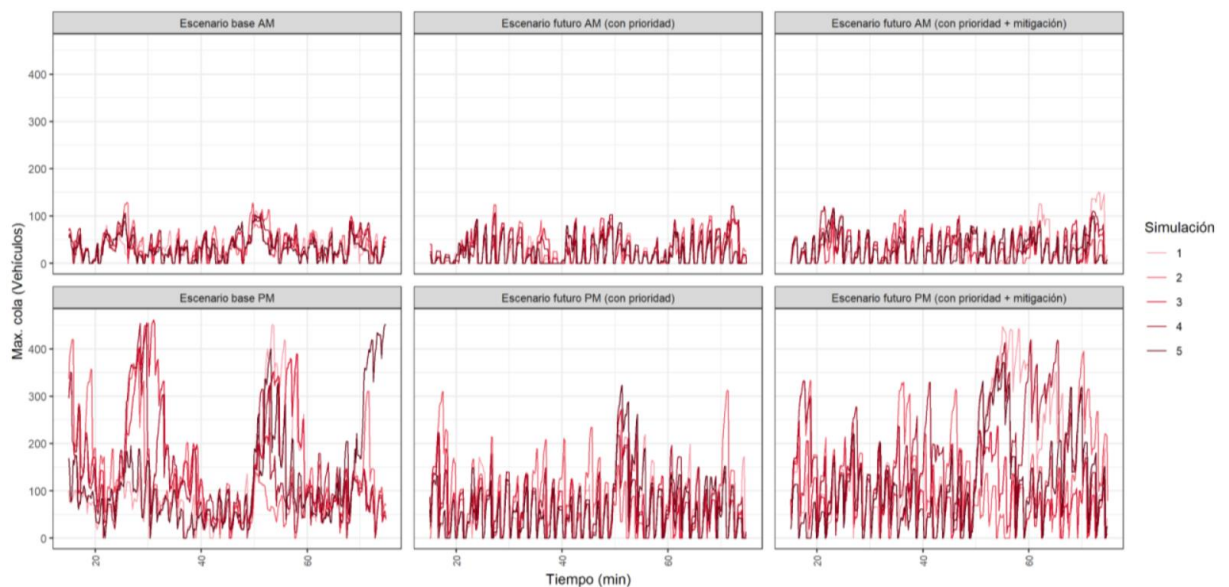 Escenario base AM
Escenario futuro AM (con prioridad)
Escenario futuro AM (con prioridad + mitigación)
400
300
200
100
0
Escenario base PM
Escenario futuro PM (con prioridad)
Escenario futuro PM (con prioridad + mitigación)
400
300
200
100
0
Max. cola (Vehículos)
20
40
60
20
40
60
20
40
60
Tiempo (min)
Simulación
1
2
3
4
5